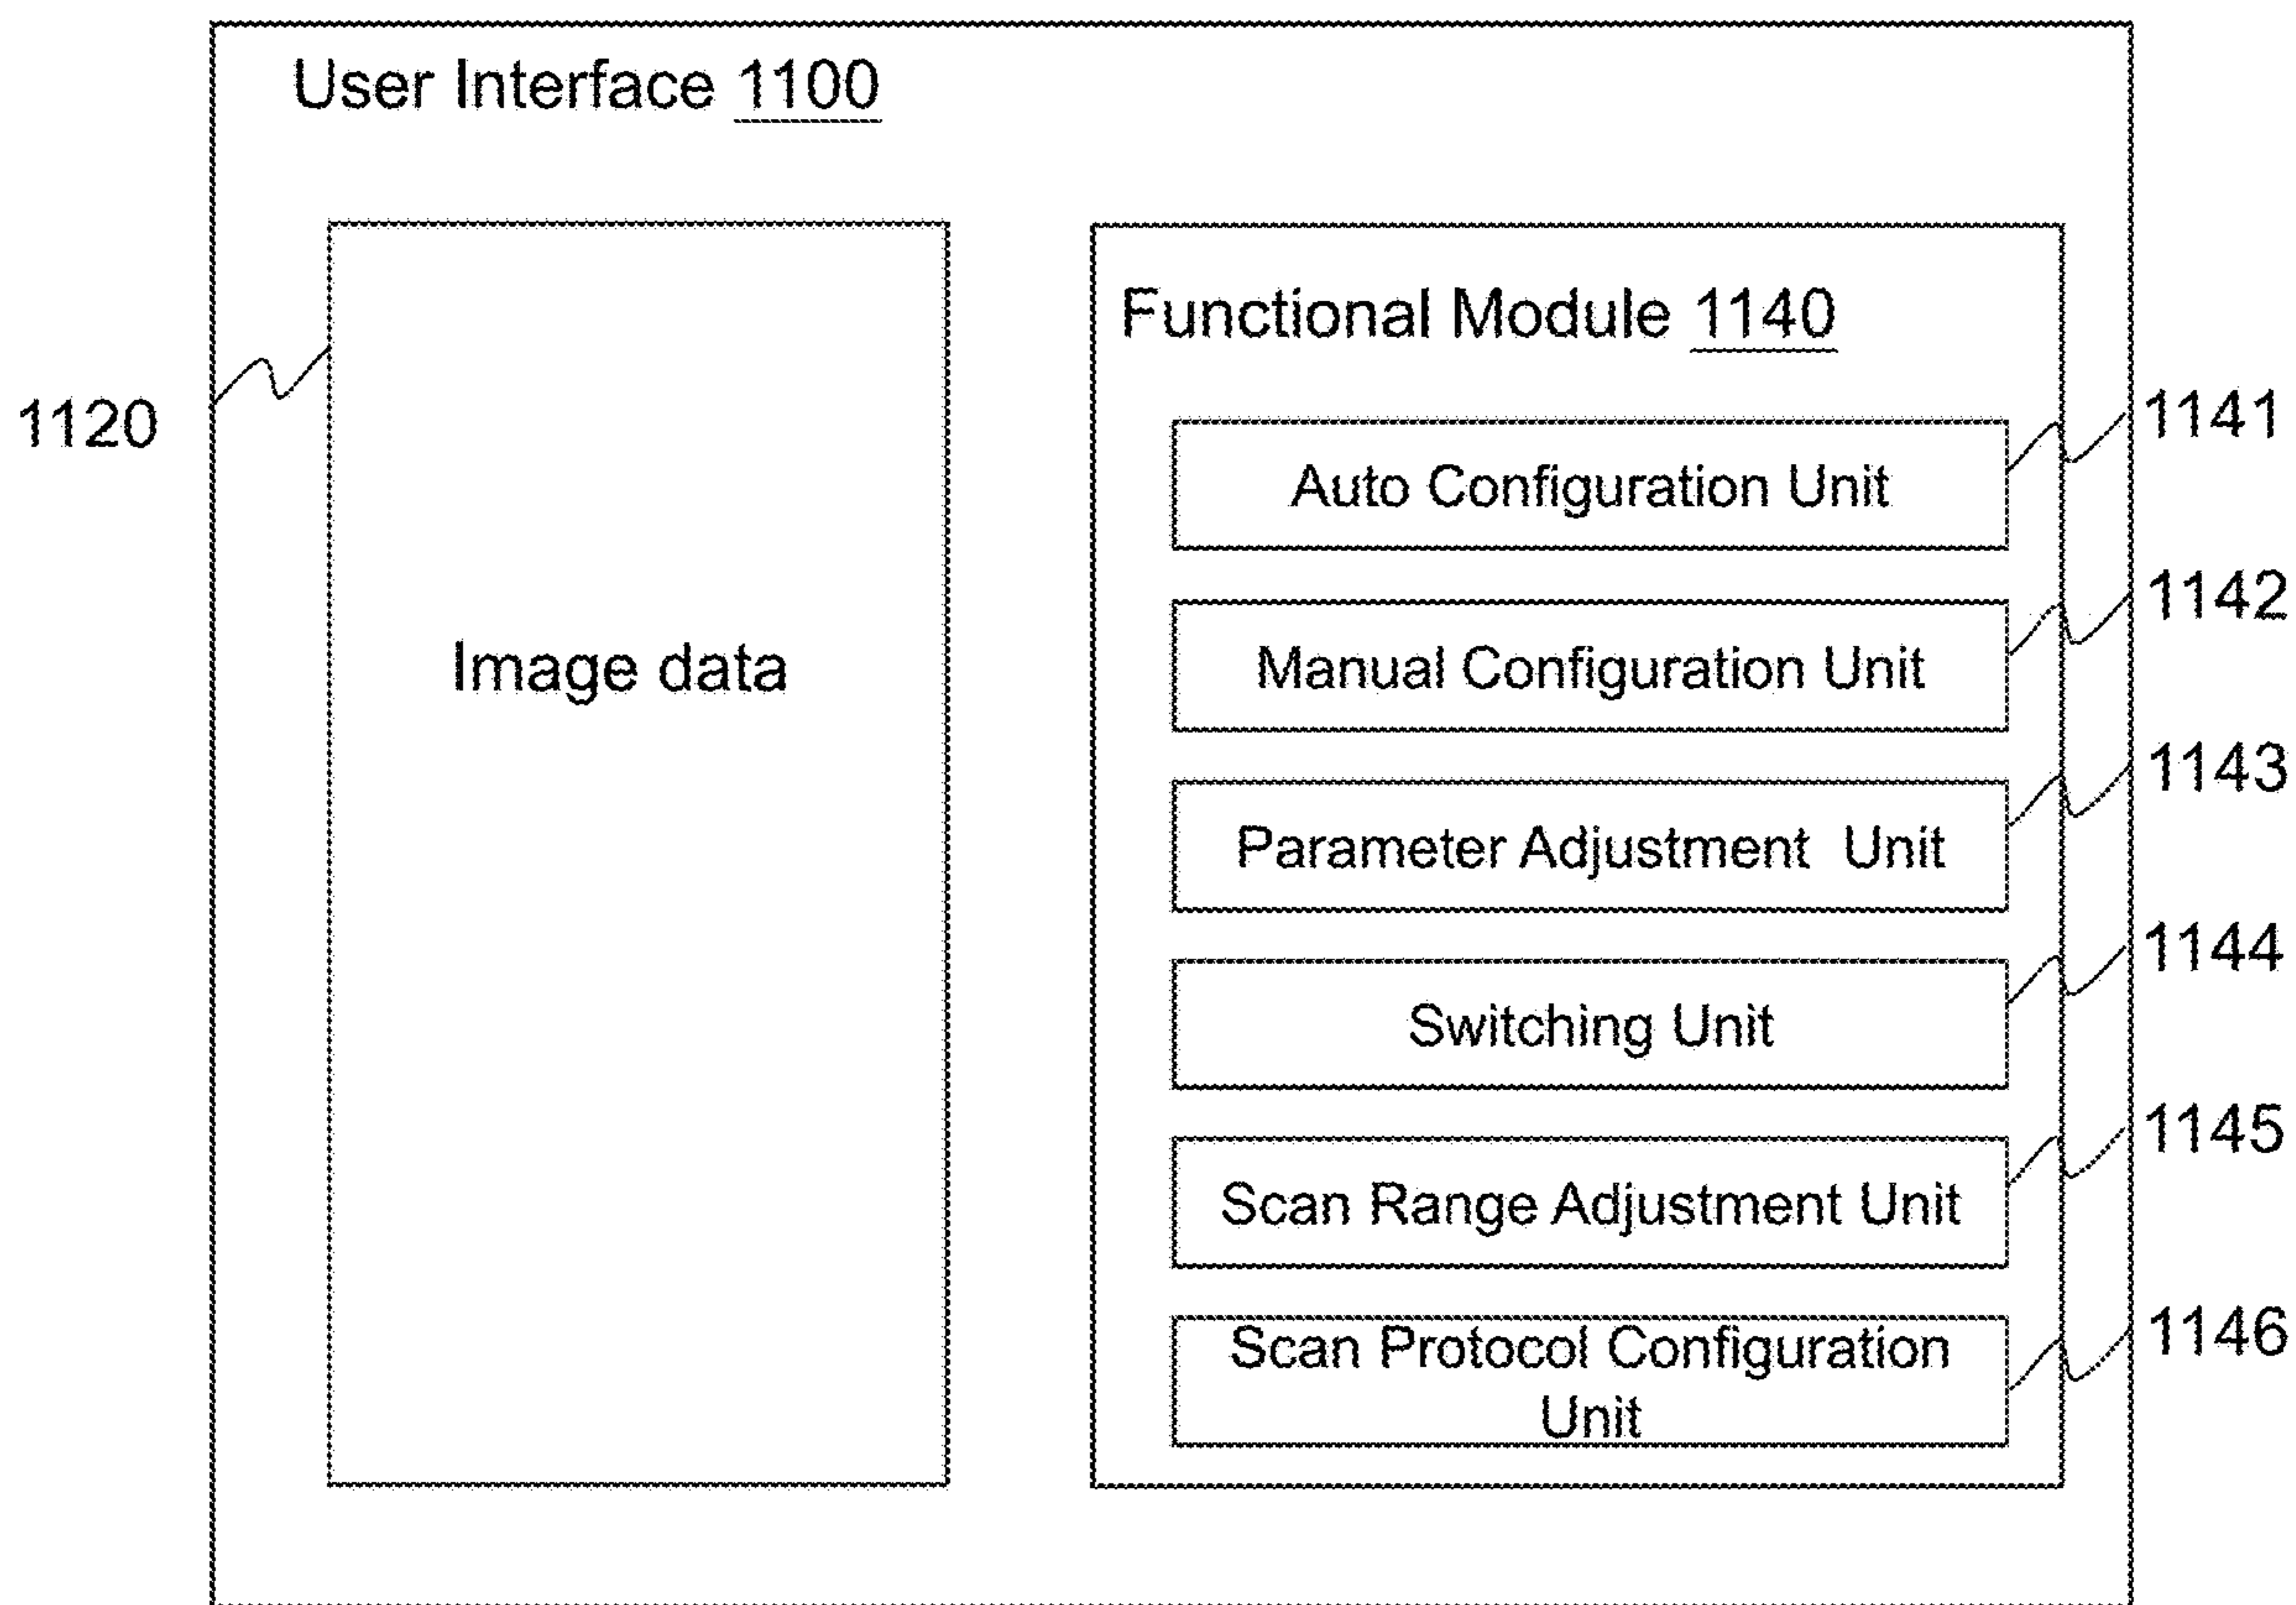 User Interface 1100
Functional Module 1140
1120
1141
Auto Configuration Unit
1142
Manual Configuration Unit
Image data
1143
Parameter Adjustment Unit
1144
Switching Unit
1145
Scan Range Adjustment Unit
1146
Scan Protocol Configuration
Unit